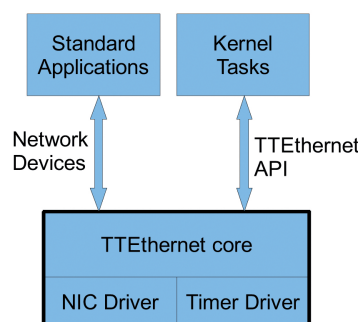 Standard
Applications
Kernel
Tasks
Network
Devices
TTEthernet
API
TTEthernet core
NIC Driver
Timer Driver